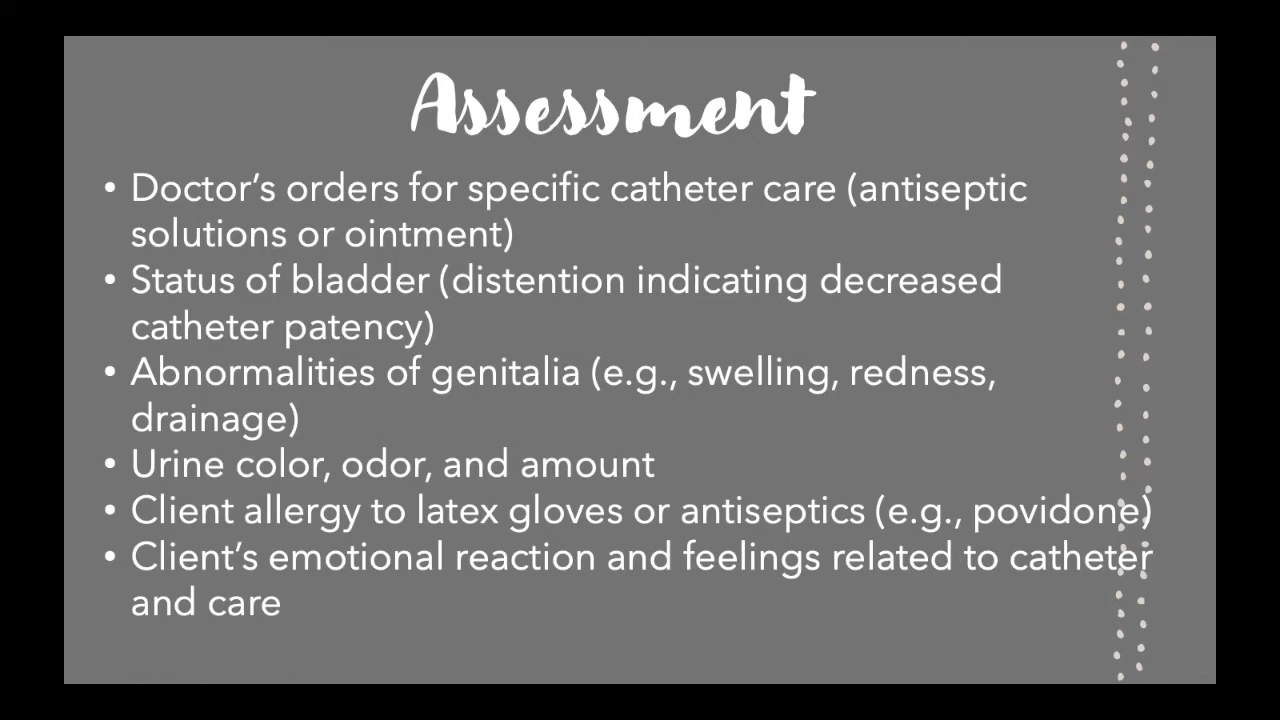 Assessment
• Doctor’s orders for specific catheter care (antiseptic
solutions or ointment)
• Status of bladder (distention indicating decreased
catheter patency)
• Abnormalities of genitalia (e.g., swelling, redness,
drainage)
• Urine color, odor, and amount
• Client allergy to latex gloves or antiseptics (e.g., povidone)
• Client’s emotional reaction and feelings related to catheter
and care